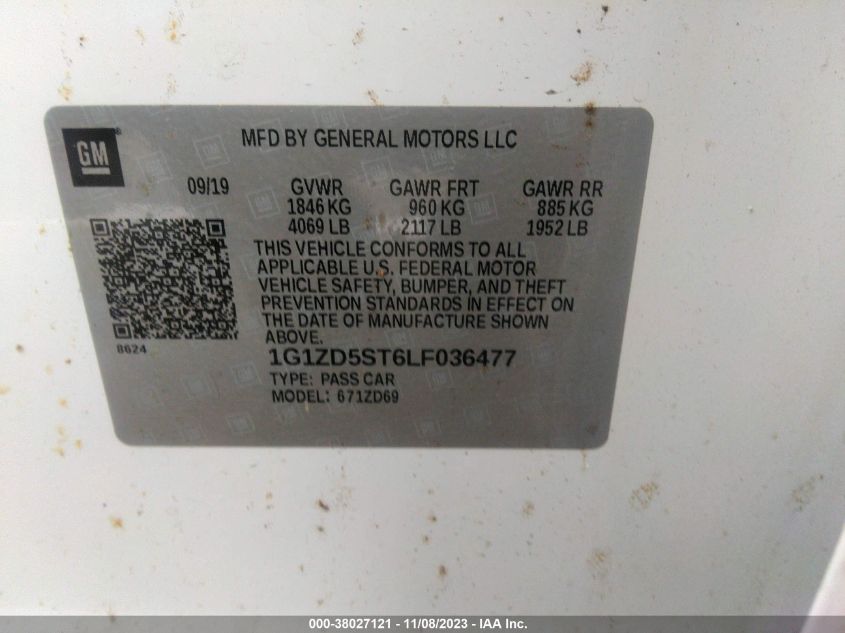 GM
MFD BY GENERAL MOTORS LLC
09/19 GVWR GAWR FRT GAWR RR
1846 KG 960 KG 885 KG
4069 LB 2117 LB 1952 LB
THIS VEHICLE CONFORMS TO ALL
APPLICABLE U.S. FEDERAL MOTOR
VEHICLE SAFETY, BUMPER, AND THEFT
PREVENTION STANDARDS IN EFFECT ON
THE DATE OF MANUFACTURE SHOWN
ABOVE.
8624
1G1ZD5ST6LF036477
TYPE: PASS CAR
MODEL: 671ZD69
000-38027121 - 11/08/2023 - IAA Inc.